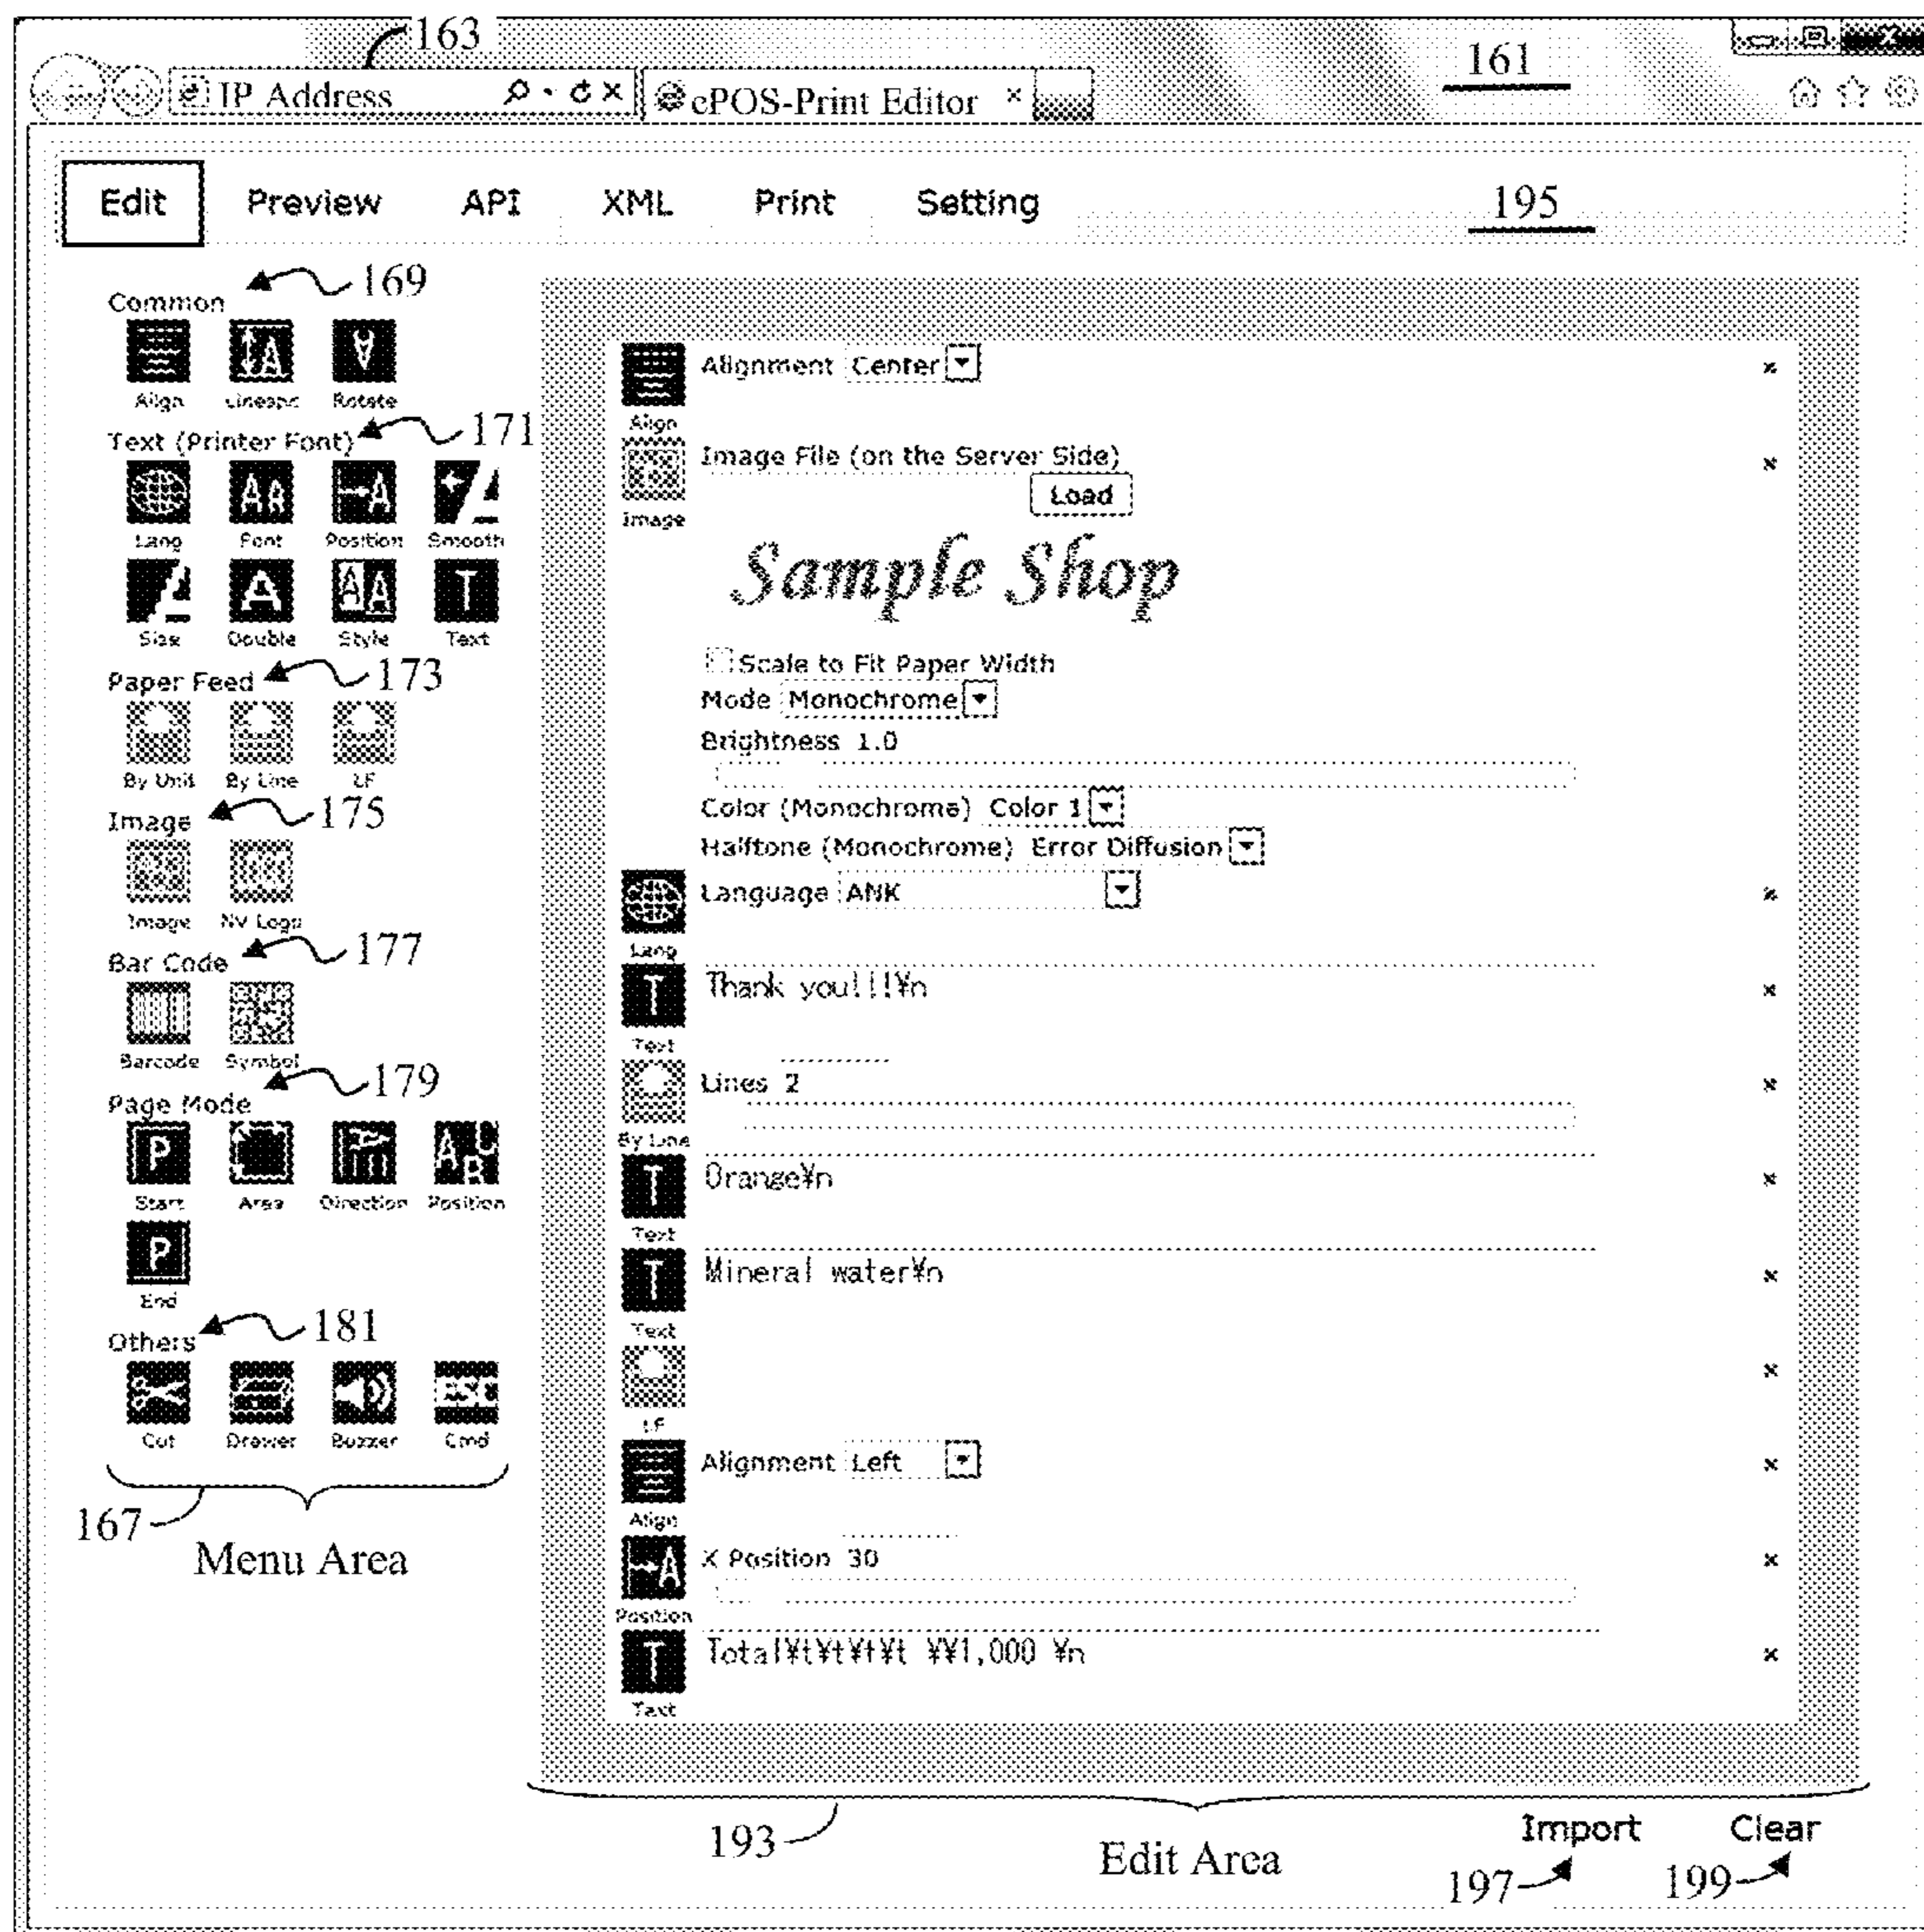 163
161
IP Address
ePOS-Print Editor
Edit Preview API XML Print Setting
195
169
Common
Align Linespc Rotate
171
Text (Printer Font)
Lang Font Position Smooth
Size Double Style Text
173
Paper Feed
By Unit By Line LF
175
Image
Image NV Logo
177
Bar Code
Barcode Symbol
179
Page Mode
Start Area Direction Position
End
181
Others
Cut Drawer Buzzer Cmd
167
Menu Area
Alignment Center
Align
Image File (on the Server Side)
Load
Image
Sample Shop
Scale to Fit Paper Width
Mode Monochrome
Brightness 1.0
Color (Monochrome) Color 1
Halftone (Monochrome) Error Diffusion
Language ANK
Lang
Thank you!!!¥n
Text
Lines 2
By Line
Orange¥n
Text
Mineral water¥n
Text
LF
Alignment Left
Align
X Position 30
Position
Total¥t¥t¥t¥t ¥¥1,000 ¥n
Text
193
Edit Area
Import
Clear
197
199